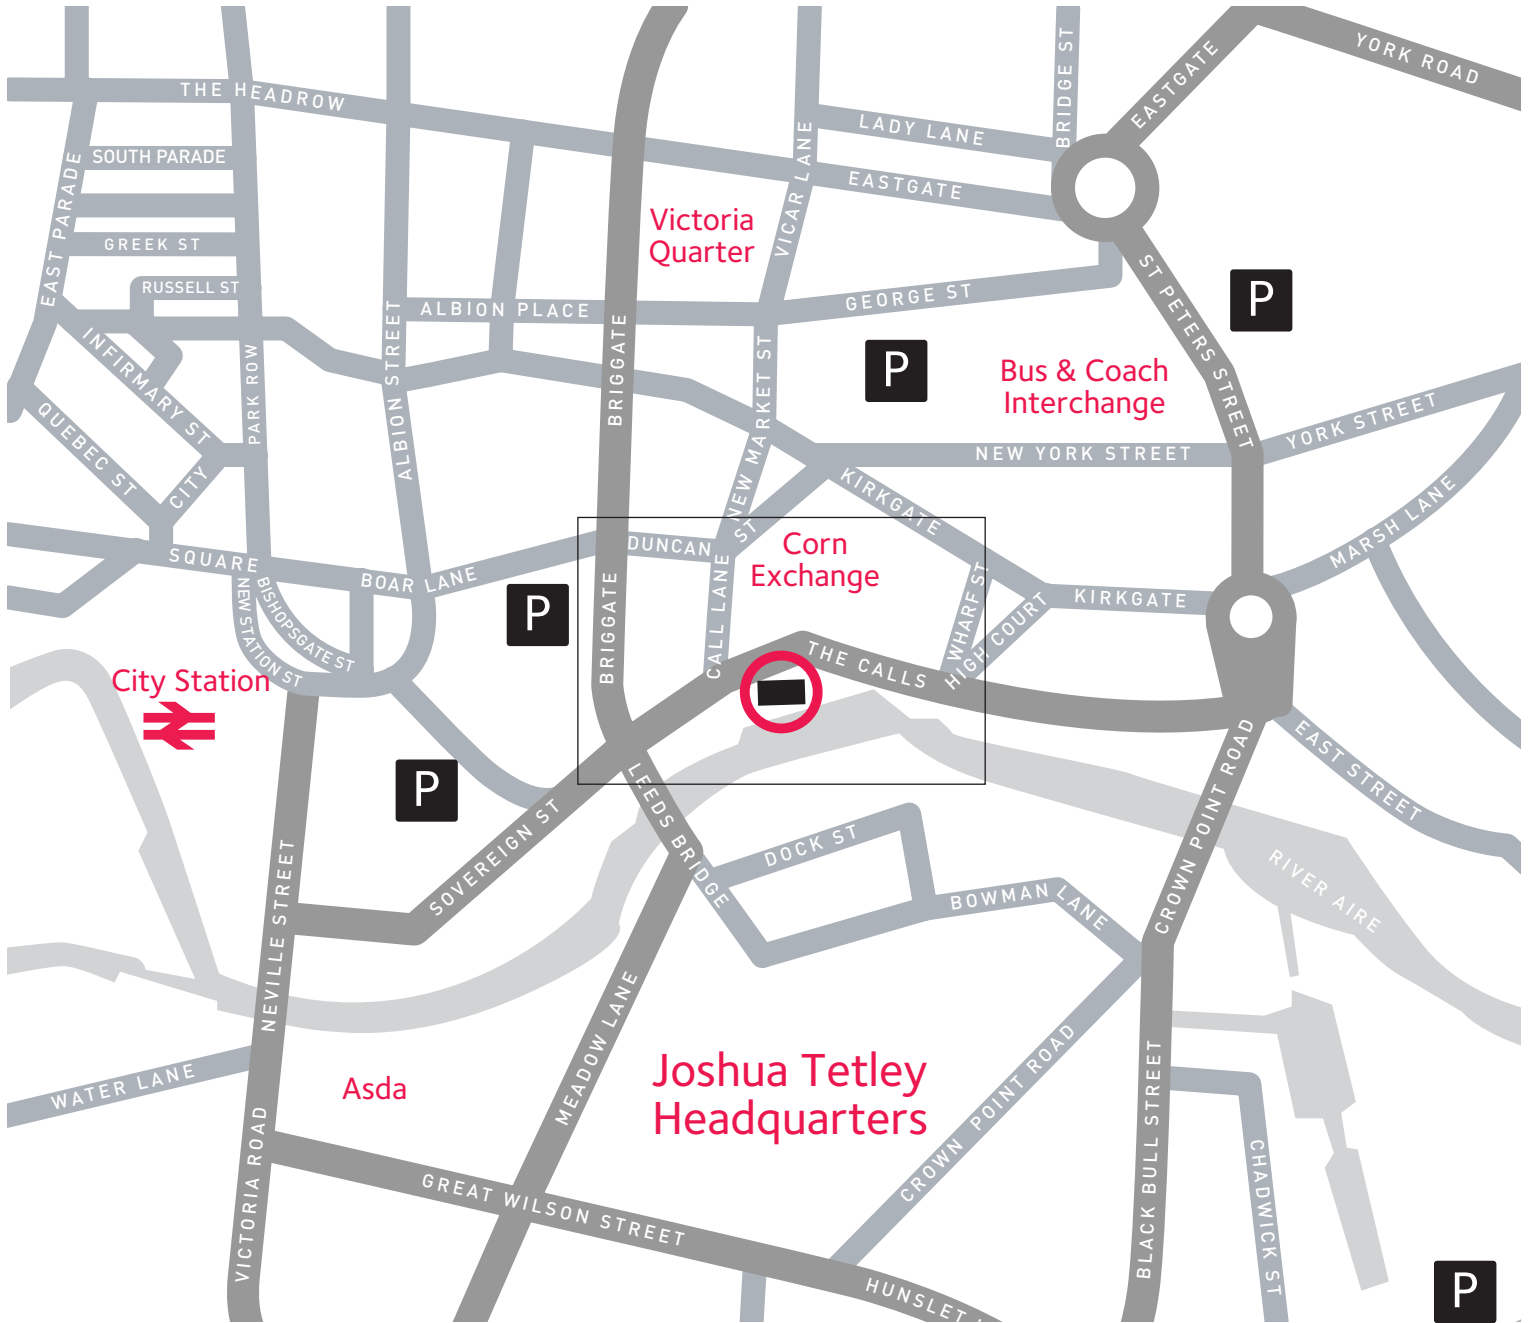 YORK ROAD
BRIDGE ST
EASTGATE
THE HEADROW
LADY LANE
SOUTH PARADE
VICAR LANE
EASTGATE
EAST PARADE
Victoria
Quarter
GREEK ST
ST PETERS STREET
RUSSELL ST
GEORGE ST
P
ALBION PLACE
BRIGGATE
INFIRMARY ST
PARK ROW
ALBION STREET
NEW MARKET ST
P
Bus & Coach
Interchange
QUEBEC ST
YORK STREET
NEW YORK STREET
CITY
SQUARE
KIRKGATE
MARSH LANE
DUNCAN ST
Corn
Exchange
BOAR LANE
NEW STATION ST
BISHOPSGATE ST
P
BRIGGATE
CALL LANE
WHARF ST
HIGH COURT
KIRKGATE
THE CALLS
City Station
P
LEEDS BRIDGE
EAST STREET
CROWN POINT ROAD
SOVEREIGN ST
DOCK ST
NEVILLE STREET
RIVER AIRE
BOWMAN LANE
MEADOW LANE
WATER LANE
Asda
Joshua Tetley
Headquarters
CROWN POINT ROAD
BLACK BULL STREET
VICTORIA ROAD
GREAT WILSON STREET
CHADWICK ST
HUNSLET
P